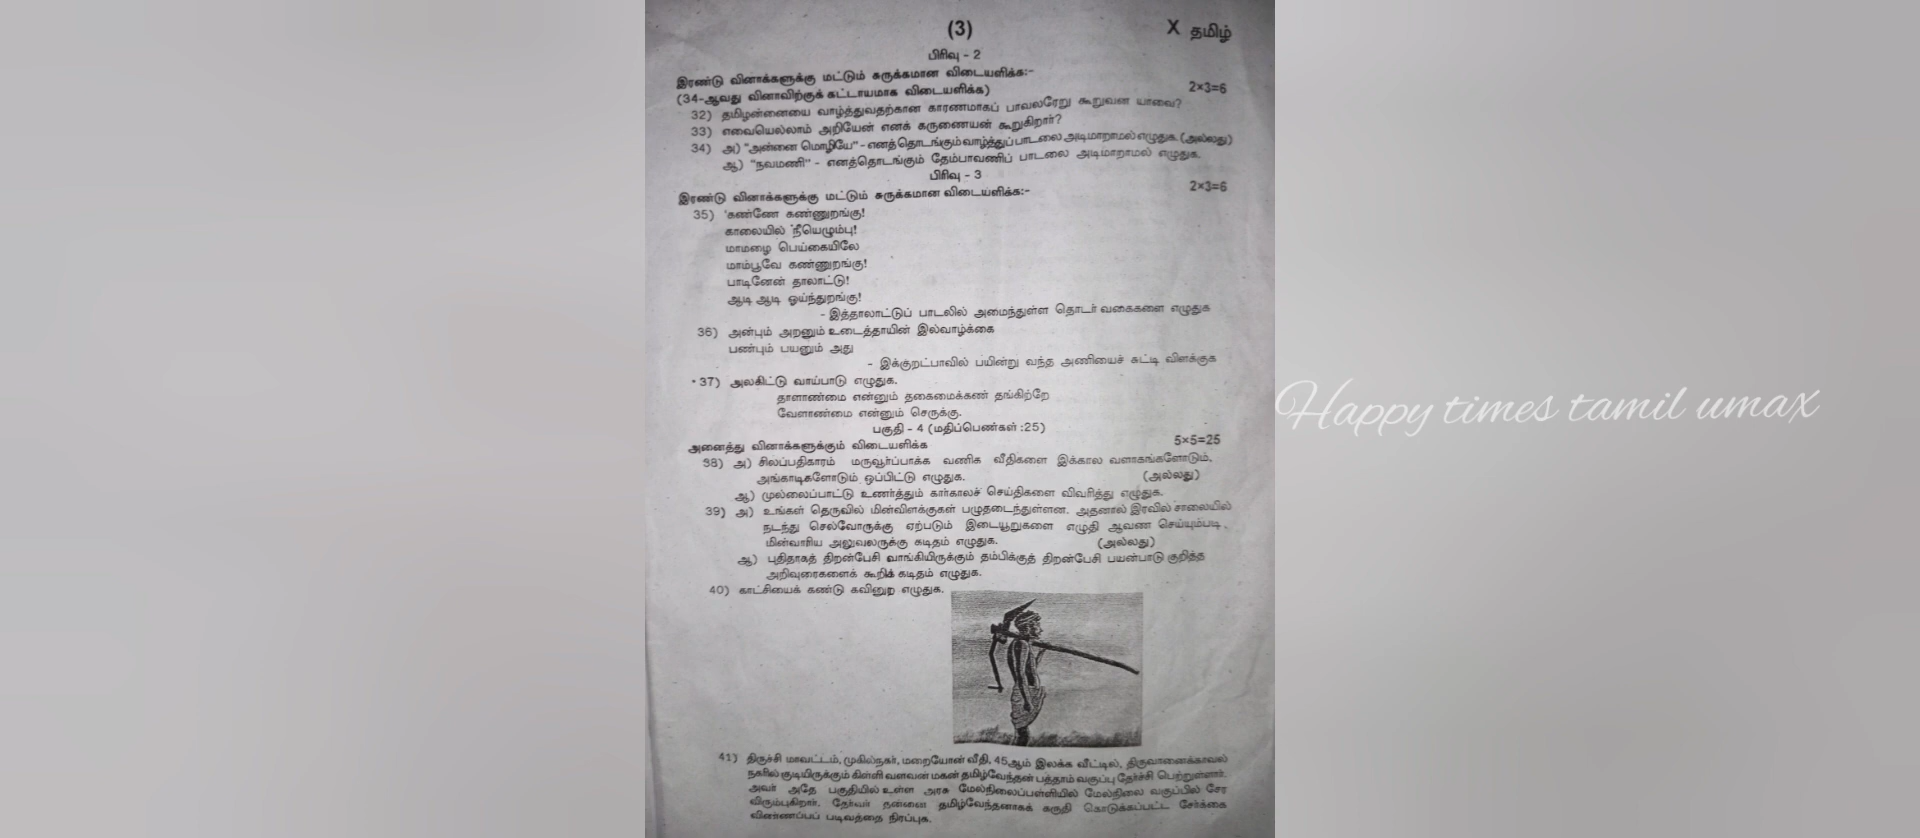 (3)
X தமிழ்
பிரிவு - 2
இரண்டு வினாக்களுக்கு மட்டும் சுருக்கமான விடையளிக்க:-
2×3=6
(34-ஆவது வினாவிற்குக் கட்டாயமாக விடையளிக்க)
32) தமிழன்னையை வாழ்த்துவதற்கான காரணமாகப் பாவலரேறு கூறுவன யாவை?
33) எவையெல்லாம் அறியேன் எனக் கருணையன் கூறுகிறார்?
34) அ) "அன்னை மொழியே" - எனத்தொடங்கும் வாழ்த்துப்பாடலை அடிமாறாமல் எழுதுக. (அல்லது)
ஆ) "நவமணி" - எனத்தொடங்கும் தேம்பாவணிப் பாடலை அடிமாறாமல் எழுதுக.
பிரிவு - 3
இரண்டு வினாக்களுக்கு மட்டும் சுருக்கமான விடையளிக்க:-
2×3=6
35) 'கண்ணே கண்ணுறங்கு!
காலையில் நீயெழும்பு!
மாமழை பெய்கையிலே
மாம்பூவே கண்ணுறங்கு!
பாடினேன் தாலாட்டு!
ஆடி ஆடி ஓய்ந்துறங்கு!
- இத்தாலாட்டுப் பாடலில் அமைந்துள்ள தொடர் வகைகளை எழுதுக
36) அன்பும் அறனும் உடைத்தாயின் இல்வாழ்க்கை
பண்பும் பயனும் அது
- இக்குறட்பாவில் பயின்று வந்த அணியைச் சுட்டி விளக்குக
37) அலகிட்டு வாய்பாடு எழுதுக.
தாளாண்மை என்னும் தகைமைக்கண் தங்கிற்றே
வேளாண்மை என்னும் செருக்கு.
பகுதி - 4 (மதிப்பெண்கள் :25)
அனைத்து வினாக்களுக்கும் விடையளிக்க
5×5=25
38) அ) சிலப்பதிகாரம் மருவூர்ப்பாக்க வணிக வீதிகளை இக்கால வளாகங்களோடும்,
அங்காடிகளோடும் ஒப்பிட்டு எழுதுக. (அல்லது)
ஆ) முல்லைப்பாட்டு உணர்த்தும் கார்காலச் செய்திகளை விவரித்து எழுதுக.
39) அ) உங்கள் தெருவில் மின்விளக்குகள் பழுதடைந்துள்ளன. அதனால் இரவில் சாலையில்
நடந்து செல்வோருக்கு ஏற்படும் இடையூறுகளை எழுதி ஆவண செய்யும்படி
மின்வாரிய அலுவலருக்கு கடிதம் எழுதுக. (அல்லது)
ஆ) புதிதாகத் திறன்பேசி வாங்கியிருக்கும் தம்பிக்குத் திறன்பேசி பயன்பாடு குறித்த
அறிவுரைகளைக் கூறிக் கடிதம் எழுதுக.
40) காட்சியைக் கண்டு கவினுற எழுதுக.
41) திருச்சி மாவட்டம், முகில்நகர், மறையோன் வீதி, 45ஆம் இலக்க வீட்டில், திருவானைக்காவல்
நகரில் குடியிருக்கும் கிள்ளி வளவன் மகன் தமிழ்வேந்தன் பத்தாம் வகுப்பு தேர்ச்சி பெற்றுள்ளார்.
அவர் அதே பகுதியில் உள்ள அரசு மேல்நிலைப்பள்ளியில் மேல்நிலை வகுப்பில் சேர
விரும்புகிறார். தேர்வர் தன்னை தமிழ்வேந்தனாகக் கருதி கொடுக்கப்பட்ட சேர்க்கை
விண்ணப்பப் படிவத்தை நிரப்புக.
Happy times tamil umax